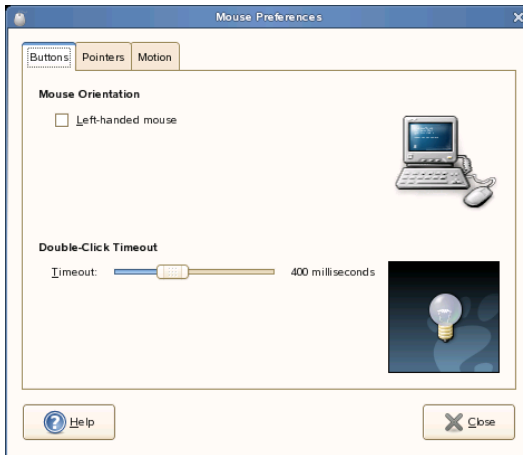 Mouse Preferences
Buttons Pointers Motion
Mouse Orientation
Left-handed mouse
Double-Click Timeout
Timeout: 400 milliseconds
Help Close